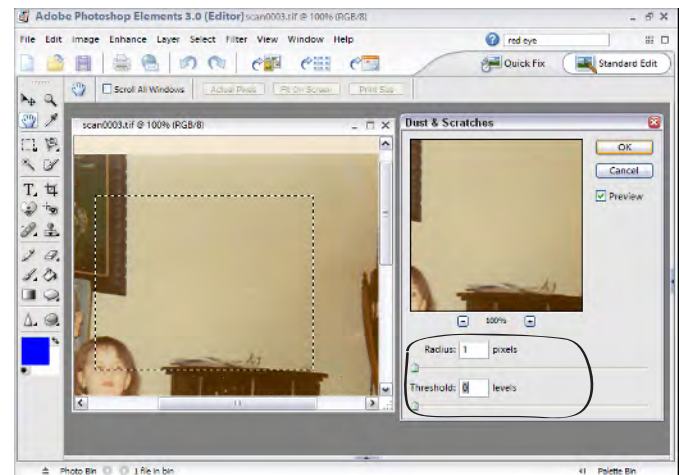 Adobe Photoshop Elements 3.0 (Editor) scan0003.tif @ 100% (RGB/8)
File Edit Image Enhance Layer Select Filter View Window Help
red eye
Quick Fix
Standard Edit
Scroll All Windows
Actual Pixels
Fit On Screen
Print Size
scan0003.tif @ 100% (RGB/8)
Dust & Scratches
OK
Cancel
Preview
100%
Radius: 1 pixels
Threshold: 0 levels
Photo Bin 1 file in bin
Palette Bin